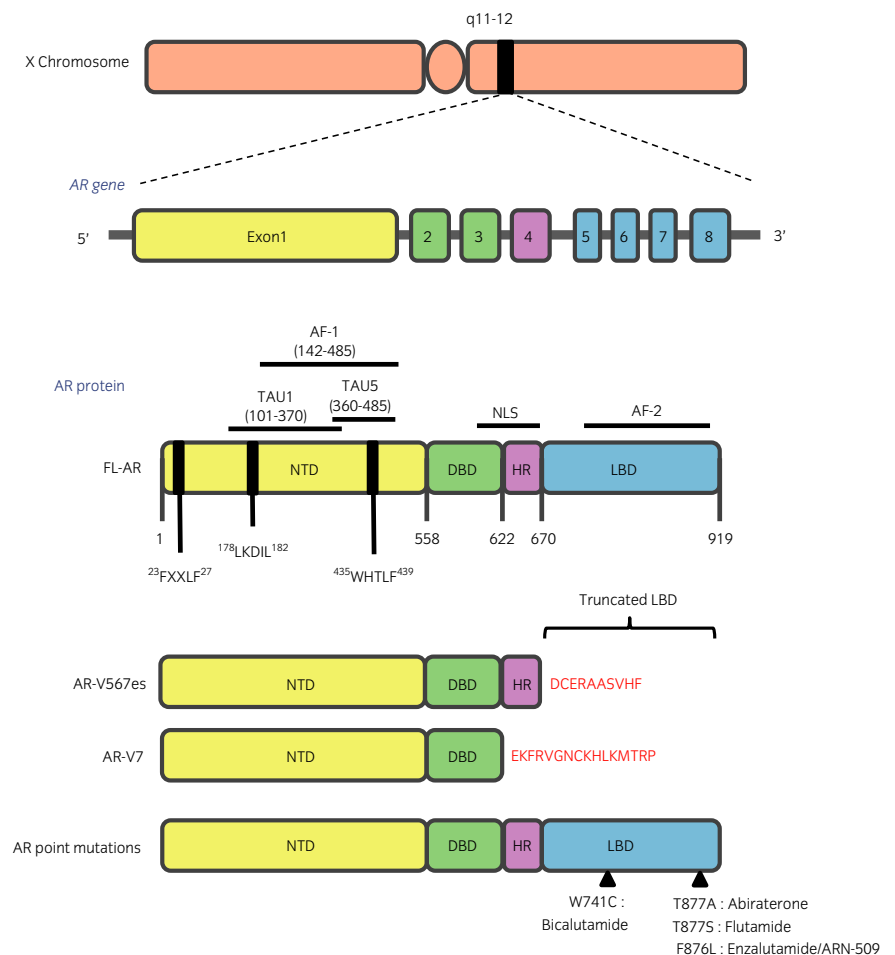 q11-12
X Chromosome
AR gene
5’
Exon1
2
3
4
5
6
7
8
3’
AF-1
(142-485)
AR protein
TAU1
(101-370)
TAU5
(360-485)
NLS
AF-2
FL-AR
NTD
DBD
HR
LBD
1
558
622
670
919
178LKDIL182
23FXXLF27
435WHTLF439
Truncated LBD
AR-V567es
NTD
DBD
HR
DCERAASVHF
AR-V7
NTD
DBD
EKFRVGNCKHLKMTRP
AR point mutations
NTD
DBD
HR
LBD
W741C :
Bicalutamide
T877A : Abiraterone
T877S : Flutamide
F876L : Enzalutamide/ARN-509